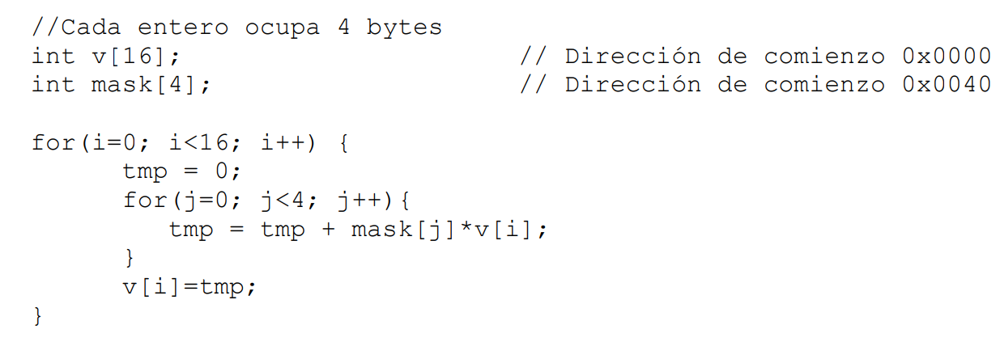 //Cada entero ocupa 4 bytes
int v[16]; // Dirección de comienzo 0x0000
int mask[4]; // Dirección de comienzo 0x0040
for(i=0; i<16; i++) {
tmp = 0;
for(j=0; j<4; j++){
tmp = tmp + mask[j]*v[i];
}
v[i]=tmp;
}